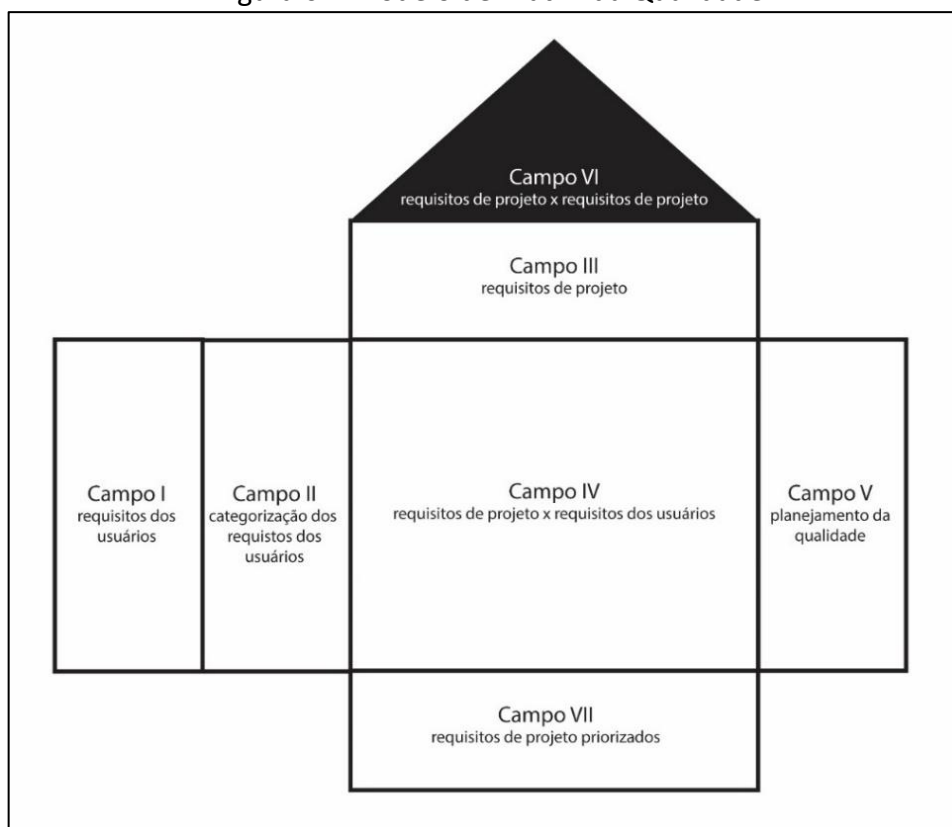 Campo VI
requisitos de projeto x requisitos de projeto
Campo III
requisitos de projeto
Campo I
requisitos dos
usuários
Campo II
categorização dos
requistos dos
usuários
Campo IV
requisitos de projeto x requisitos dos usuários
Campo V
planejamento da
qualidade
Campo VII
requisitos de projeto priorizados